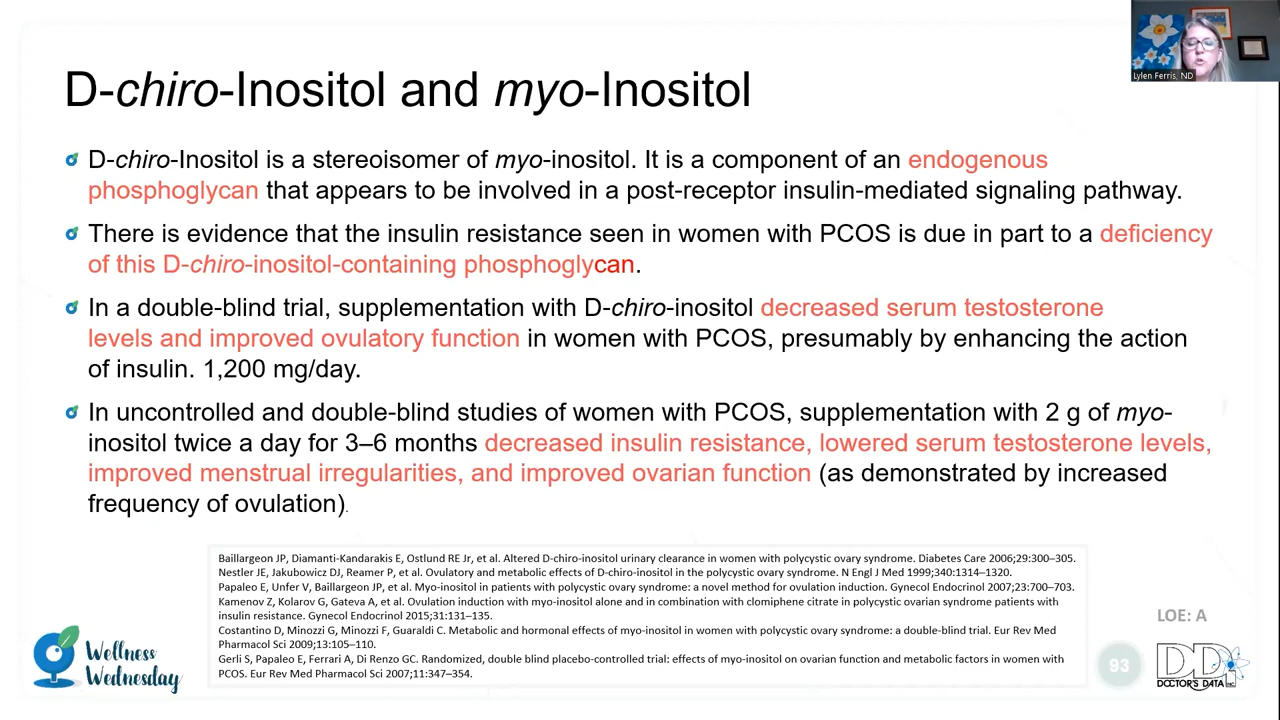 Lylen Ferris, ND
D-chiro-Inositol and myo-Inositol
D-chiro-Inositol is a stereoisomer of myo-inositol. It is a component of an endogenous
phosphoglycan that appears to be involved in a post-receptor insulin-mediated signaling pathway.
There is evidence that the insulin resistance seen in women with PCOS is due in part to a deficiency
of this D-chiro-inositol-containing phosphoglycan.
In a double-blind trial, supplementation with D-chiro-inositol decreased serum testosterone
levels and improved ovulatory function in women with PCOS, presumably by enhancing the action
of insulin. 1,200 mg/day.
In uncontrolled and double-blind studies of women with PCOS, supplementation with 2 g of myo-
inositol twice a day for 3–6 months decreased insulin resistance, lowered serum testosterone levels,
improved menstrual irregularities, and improved ovarian function (as demonstrated by increased
frequency of ovulation).
Baillargeon JP, Diamanti-Kandarakis E, Ostlund RE Jr, et al. Altered D-chiro-inositol urinary clearance in women with polycystic ovary syndrome. Diabetes Care 2006;29:300–305.
Nestler JE, Jakubowicz DJ, Reamer P, et al. Ovulatory and metabolic effects of D-chiro-inositol in the polycystic ovary syndrome. N Engl J Med 1999;340:1314–1320.
Papaleo E, Unfer V, Baillargeon JP, et al. Myo-inositol in patients with polycystic ovary syndrome: a novel method for ovulation induction. Gynecol Endocrinol 2007;23:700–703.
Kamenov Z, Kolarov G, Gateva A, et al. Ovulation induction with myo-inositol alone and in combination with clomiphene citrate in polycystic ovarian syndrome patients with
insulin resistance. Gynecol Endocrinol 2015;31:131–135.
Costantino D, Minozzi G, Minozzi F, Guaraldi C. Metabolic and hormonal effects of myo-inositol in women with polycystic ovary syndrome: a double-blind trial. Eur Rev Med
Pharmacol Sci 2009;13:105–110.
Gerli S, Papaleo E, Ferrari A, Di Renzo GC. Randomized, double blind placebo-controlled trial: effects of myo-inositol on ovarian function and metabolic factors in women with
PCOS. Eur Rev Med Pharmacol Sci 2007;11:347–354.
Wellness
Wednesday
LOE: A
93
DD
DOCTOR'S DATA INC